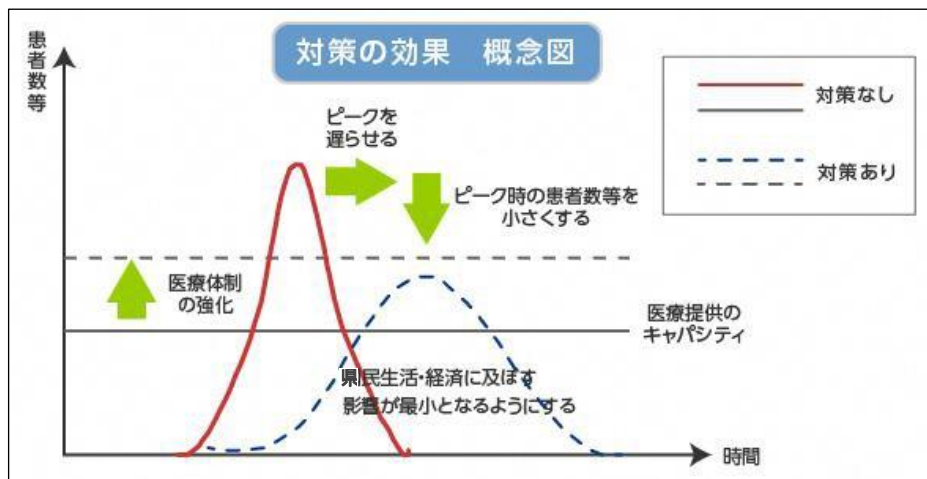 対策の効果　概念図
患者数等
対策なし
対策あり
ピークを
遅らせる
ピーク時の患者数等を
小さくする
医療体制
の強化
医療提供の
キャパシティ
県民生活・経済に及ぼす
影響が最小となるようにする
時間